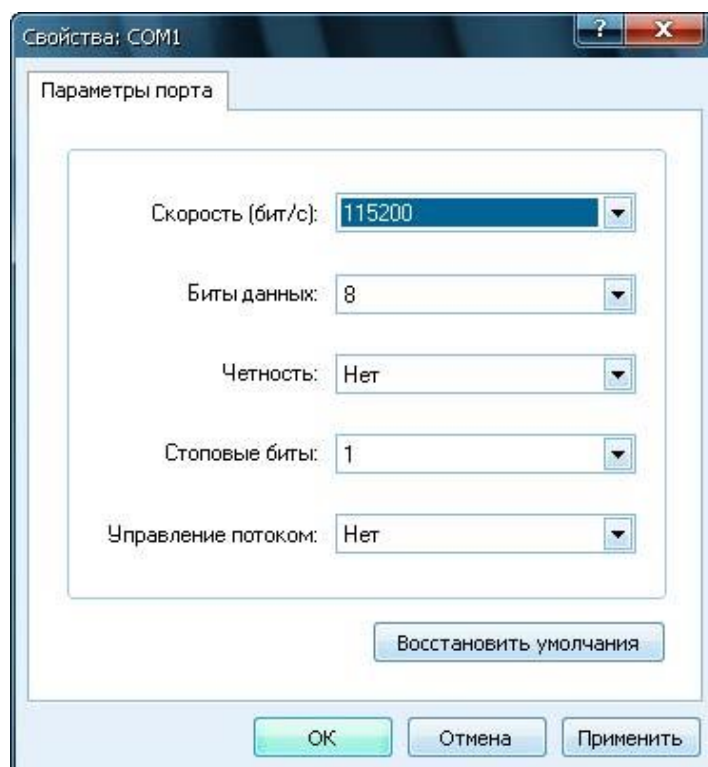 Свойства: COM1
?
X
Параметры порта
Скорость (бит/с): 115200
Биты данных: 8
Четность: Нет
Стоповые биты: 1
Управление потоком: Нет
Восстановить умолчания
ОК Отмена Применить